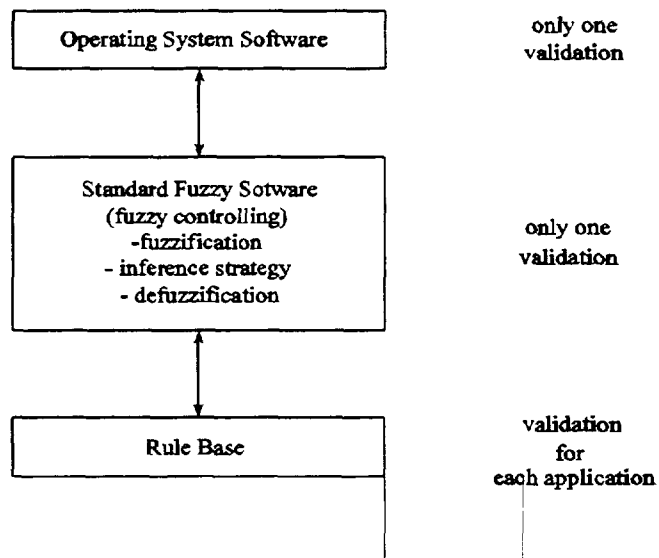 Operating System Software
only one
validation
Standard Fuzzy Sotware
(fuzzy controlling)
-fuzzification
- inference strategy
- defuzzification
only one
validation
Rule Base
validation
for
each application